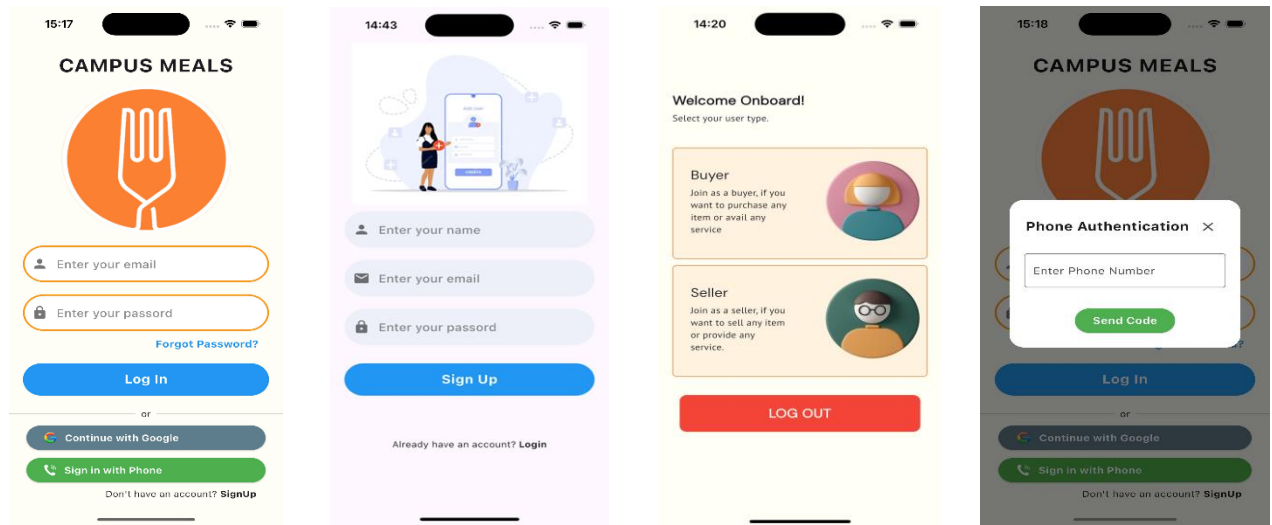 15:17
CAMPUS MEALS
Enter your email
Enter your passord
Forgot Password?
Log In
or
Continue with Google
Sign in with Phone
Don't have an account? SignUp
14:43
Add User
Enter your name
Enter your email
Enter your passord
Sign Up
Already have an account? Login
14:20
Welcome Onboard!
Select your user type.
Buyer
Join as a buyer, if you
want to purchase any
item or avail any
service
Seller
Join as a seller, if you
want to sell any item
or provide any
service.
LOG OUT
15:18
CAMPUS MEALS
Phone Authentication
Enter Phone Number
Send Code
Log In
or
Continue with Google
Sign in with Phone
Don't have an account? SignUp